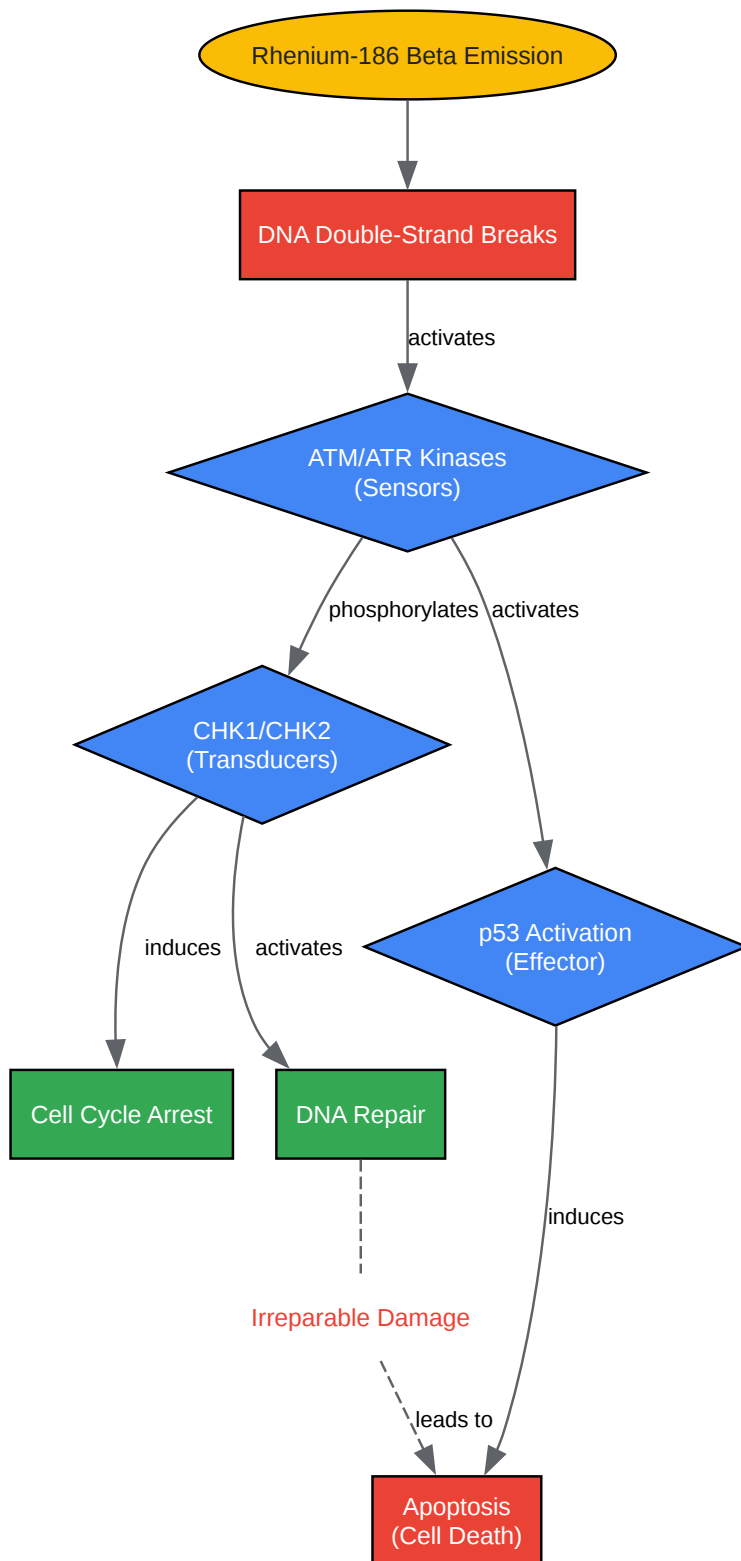 Rhenium-186 Beta Emission
DNA Double-Strand Breaks
activates
ATM/ATR Kinases
(Sensors)
phosphorylates
activates
CHK1/CHK2
(Transducers)
p53 Activation
(Effector)
induces
activates
Cell Cycle Arrest
DNA Repair
induces
Irreparable Damage
leads to
Apoptosis
(Cell Death)